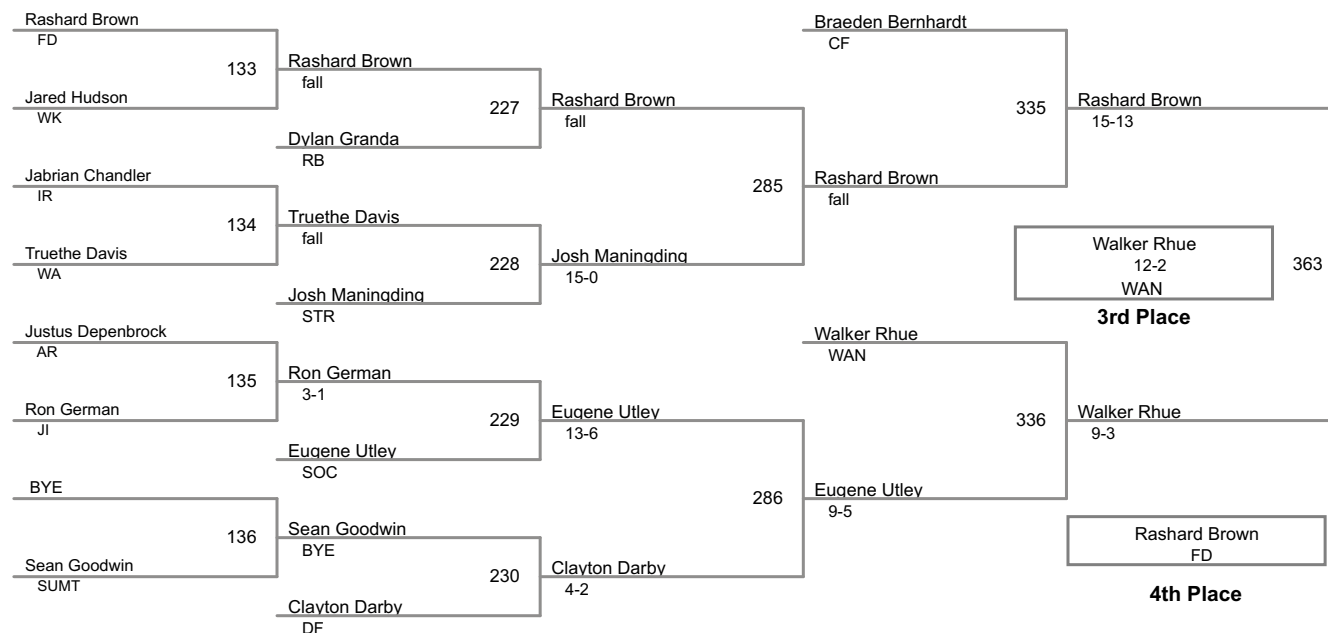 Rashard Brown
FD
133
Jared Hudson
WK
Jabrian Chandler
IR
134
Truethe Davis
WA
Justus Depenbrock
AR
135
Ron German
JI
BYE
136
Sean Goodwin
SUMT
Rashard Brown
fall
227
Dylan Granda
RB
Truethe Davis
fall
228
Josh Maningding
STR
Ron German
3-1
229
Eugene Utley
SOC
Sean Goodwin
BYE
230
Clayton Darby
DF
Rashard Brown
fall
285
Josh Maningding
15-0
Eugene Utley
13-6
286
Clayton Darby
4-2
Braeden Bernhardt
CF
335
Rashard Brown
fall
Walker Rhue
WAN
336
Eugene Utley
9-5
Rashard Brown
15-13
Walker Rhue
12-2
WAN
363
3rd Place
Walker Rhue
9-3
Rashard Brown
FD
4th Place